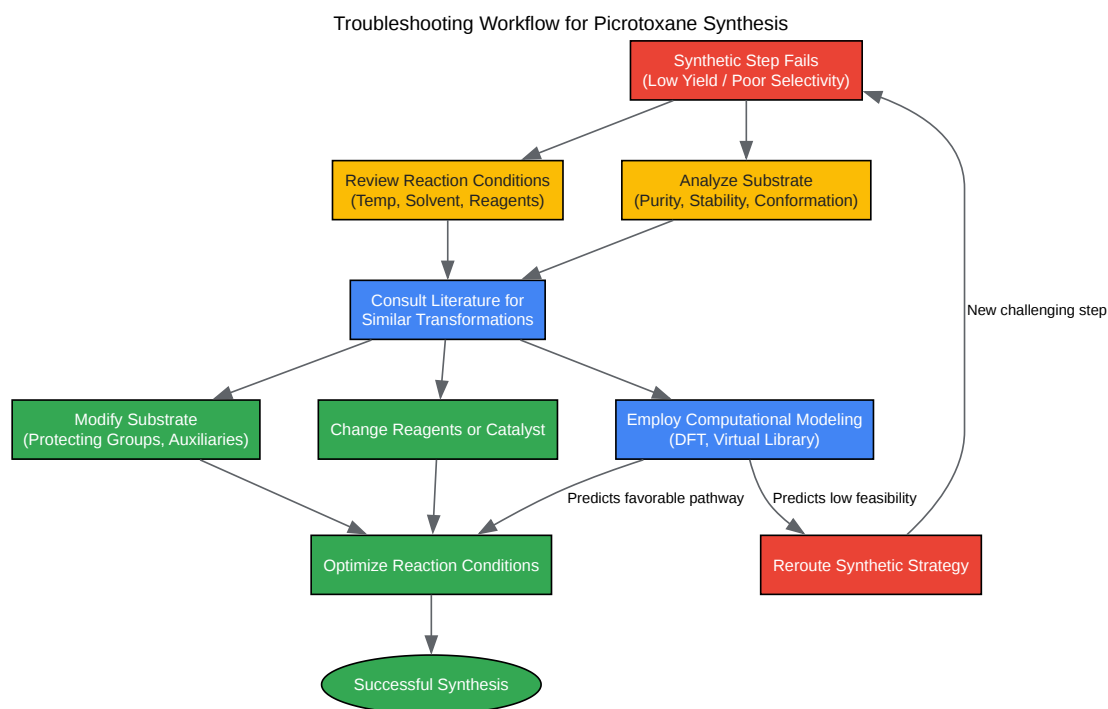 Troubleshooting Workflow for Picrotoxane Synthesis
Synthetic Step Fails
(Low Yield / Poor Selectivity)
Review Reaction Conditions
(Temp, Solvent, Reagents)
Analyze Substrate
(Purity, Stability, Conformation)
Consult Literature for
Similar Transformations
New challenging step
Modify Substrate
(Protecting Groups, Auxiliaries)
Change Reagents or Catalyst
Employ Computational Modeling
(DFT, Virtual Library)
Predicts favorable pathway
Predicts low feasibility
Optimize Reaction Conditions
Reroute Synthetic Strategy
Successful Synthesis